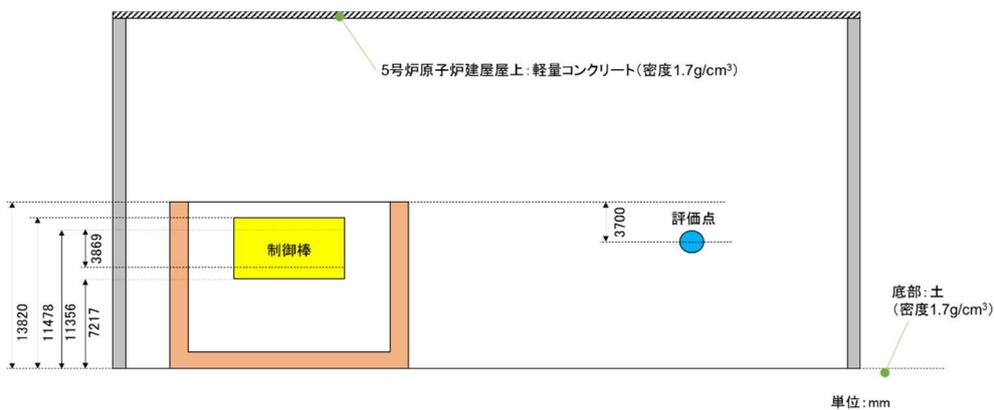 5号炉原子炉建屋屋上：軽量コンクリート（密度1.7g/cm³）
3700
評価点
制御棒
3869
13820
11478
11356
7217
底部：土
（密度1.7g/cm³）
単位：mm